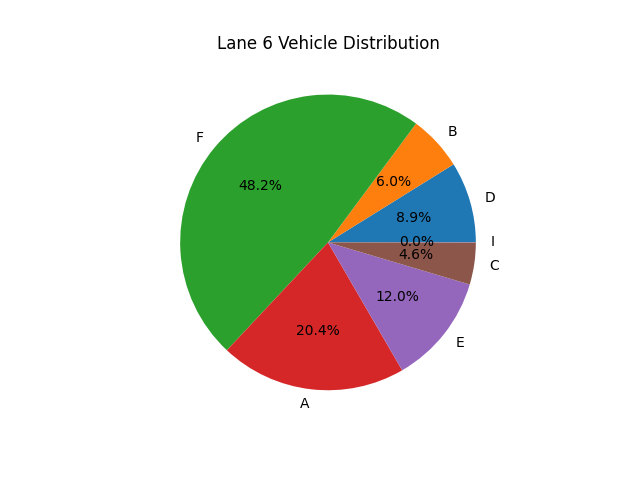 Lane 6 Vehicle Distribution
B
F
6.0%
48.2%
D
8.9%
0.0%
I
4.6%
C
12.0%
20.4%
E
A